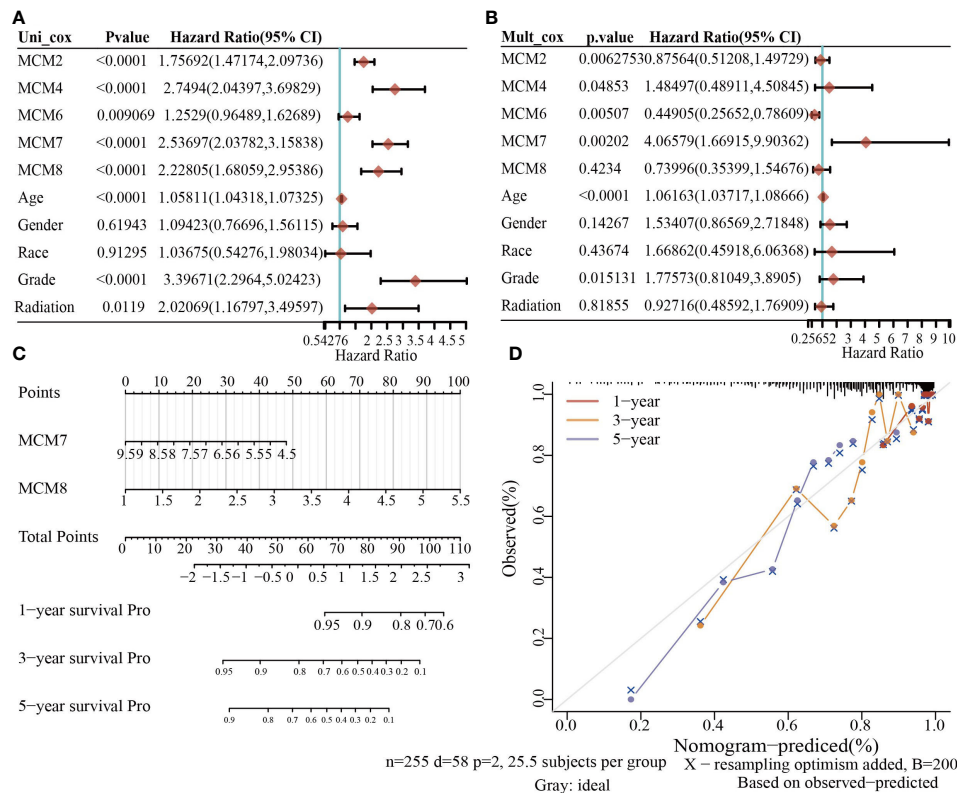 A
Uni_cox Pvalue Hazard Ratio(95% CI)
MCM2 <0.0001 1.75692(1.47174,2.09736)
MCM4 <0.0001 2.7494(2.04397,3.69829)
MCM6 0.009069 1.2529(0.96489,1.62689)
MCM7 <0.0001 2.53697(2.03782,3.15838)
MCM8 <0.0001 2.22805(1.68059,2.95386)
Age <0.0001 1.05811(1.04318,1.07325)
Gender 0.61943 1.09423(0.76696,1.56115)
Race 0.91295 1.03675(0.54276,1.98034)
Grade <0.0001 3.39671(2.2964,5.02423)
Radiation 0.0119 2.02069(1.16797,3.49597)
0.54276 2 2.5 3 3.5 4 4.5 5
Hazard Ratio
B
Mult_cox p.value Hazard Ratio(95% CI)
MCM2 0.0062753 0.87564(0.51208,1.49729)
MCM4 0.04853 1.48497(0.48911,4.50845)
MCM6 0.00507 0.44905(0.25652,0.78609)
MCM7 0.00202 4.06579(1.66915,9.90362)
MCM8 0.4234 0.73996(0.35399,1.54676)
Age <0.0001 1.06163(1.03717,1.08666)
Gender 0.14267 1.53407(0.86569,2.71848)
Race 0.43674 1.66862(0.45918,6.06368)
Grade 0.015131 1.77573(0.81049,3.8905)
Radiation 0.81855 0.92716(0.48592,1.76909)
0.25652 3 4 5 6 7 8 9 10
Hazard Ratio
C
Points 0 10 20 30 40 50 60 70 80 90 100
MCM7
9.59 8.58 7.57 6.56 5.55 4.5
MCM8
1 1.5 2 2.5 3 3.5 4 4.5 5 5.5
Total Points
0 10 20 30 40 50 60 70 80 90 100 110
−2 −1.5 −1 −0.5 0 0.5 1 1.5 2 2.5 3
1−year survival Pro
0.95 0.9 0.8 0.70.6
3−year survival Pro
0.95 0.9 0.8 0.7 0.6 0.5 0.4 0.3 0.2 0.1
5−year survival Pro
0.9 0.8 0.7 0.6 0.5 0.4 0.3 0.2 0.1
D
1−year
3−year
5−year
Observed(%)
1.0
0.8
0.6
0.4
0.2
0.0
0.0 0.2 0.4 0.6 0.8 1.0
Nomogram−prediced(%)
n=255 d=58 p=2, 25.5 subjects per group
Gray: ideal
X − resampling optimism added, B=200
Based on observed−predicted